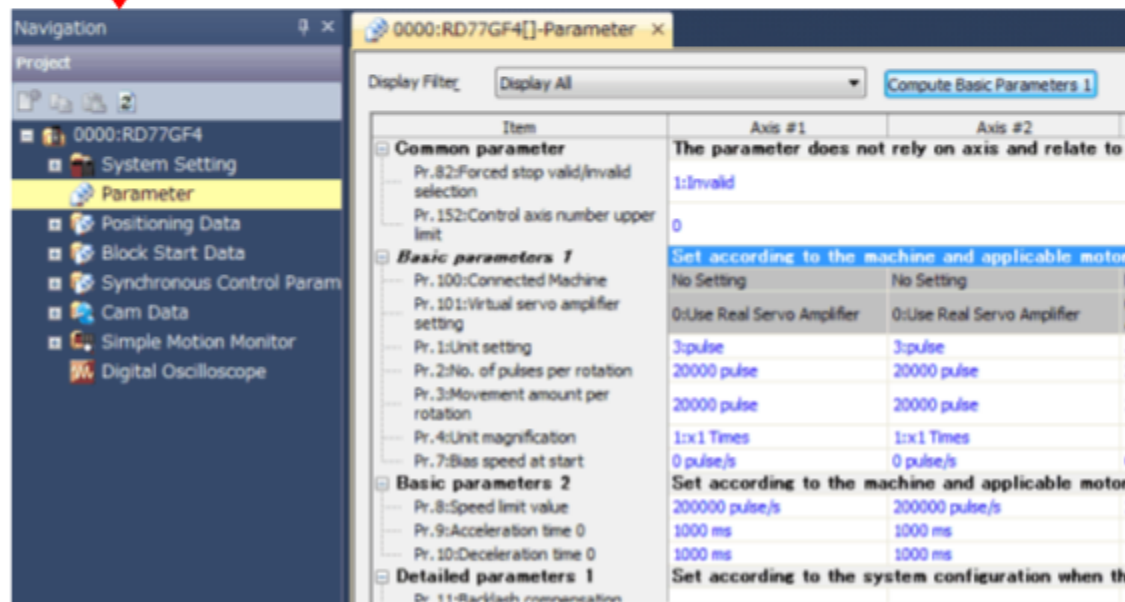 Navigation
Project
0000:RD77GF4
System Setting
Parameter
Positioning Data
Block Start Data
Synchronous Control Param
Cam Data
Simple Motion Monitor
Digital Oscilloscope
0000:RD77GF4[]-Parameter
Display Filter Display All Compute Basic Parameters 1
Item Axis #1 Axis #2
Common parameter The parameter does not rely on axis and relate to
Pr.82:Forced stop valid/invalid
selection 1:Invalid
Pr.152:Control axis number upper
limit 0
Basic parameters 1 Set according to the machine and applicable motor
Pr.100:Connected Machine No Setting No Setting
Pr.101:Virtual servo amplifier
setting 0:Use Real Servo Amplifier 0:Use Real Servo Amplifier
Pr.1:Unit setting 3:pulse 3:pulse
Pr.2:No. of pulses per rotation 20000 pulse 20000 pulse
Pr.3:Movement amount per
rotation 20000 pulse 20000 pulse
Pr.4:Unit magnification 1:x1 Times 1:x1 Times
Pr.7:Bias speed at start 0 pulse/s 0 pulse/s
Basic parameters 2 Set according to the machine and applicable motor
Pr.8:Speed limit value 200000 pulse/s 200000 pulse/s
Pr.9:Acceleration time 0 1000 ms 1000 ms
Pr.10:Deceleration time 0 1000 ms 1000 ms
Detailed parameters 1 Set according to the system configuration when th
Pr.11:Backlash compensation